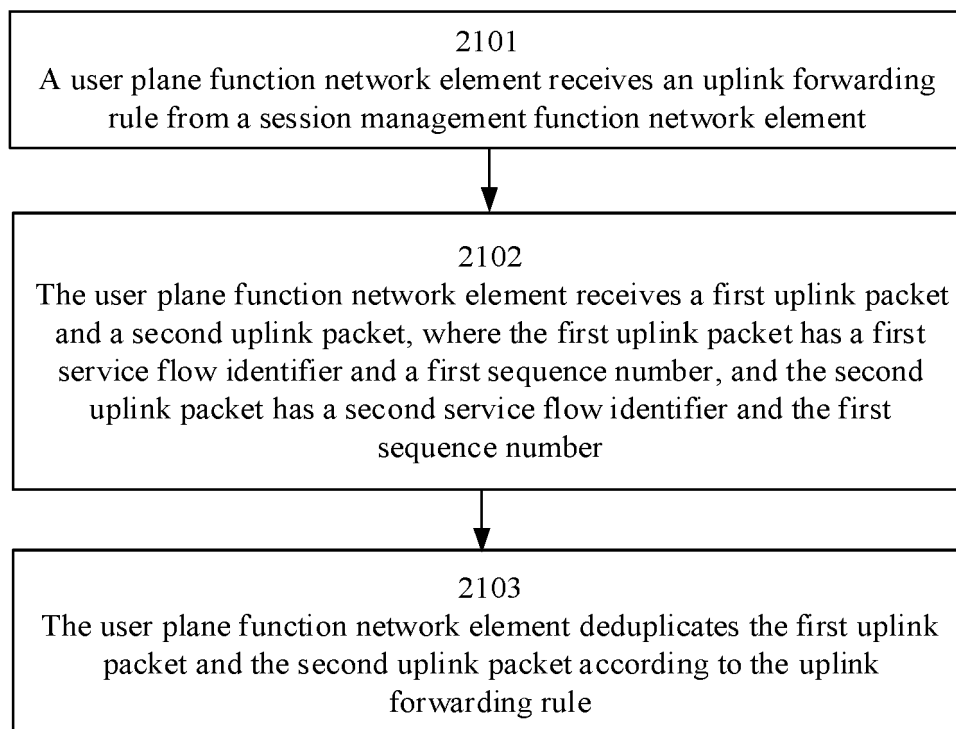 2101
A user plane function network element receives an uplink forwarding
rule from a session management function network element
2102
The user plane function network element receives a first uplink packet
and a second uplink packet, where the first uplink packet has a first
service flow identifier and a first sequence number, and the second
uplink packet has a second service flow identifier and the first
sequence number
2103
The user plane function network element deduplicates the first uplink
packet and the second uplink packet according to the uplink
forwarding rule